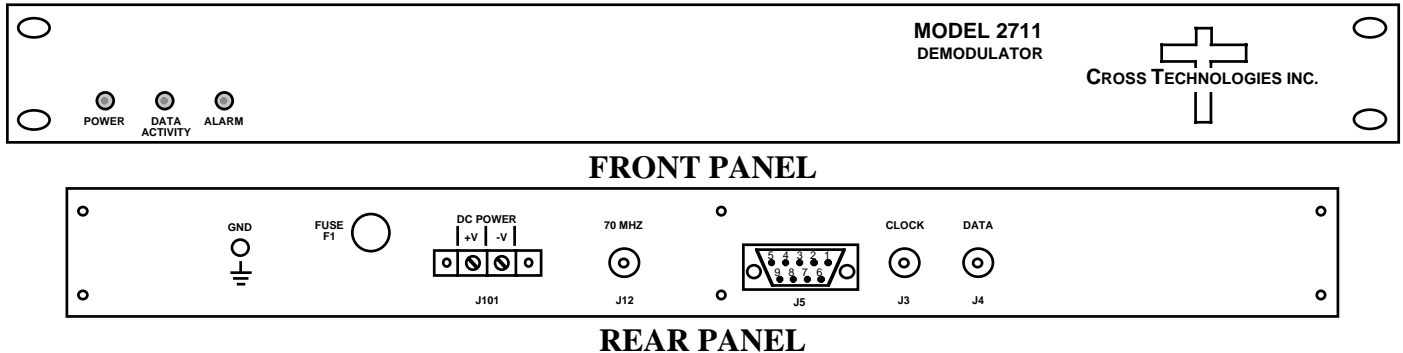 MODEL 2711
DEMODULATOR
CROSS TECHNOLOGIES INC.
POWER
DATA
ACTIVITY
ALARM
FRONT PANEL
GND
FUSE
F1
DC POWER
+V -V
J101
70 MHZ
J12
5 4 3 2 1
9 8 7 6
J5
CLOCK
J3
DATA
J4
REAR PANEL